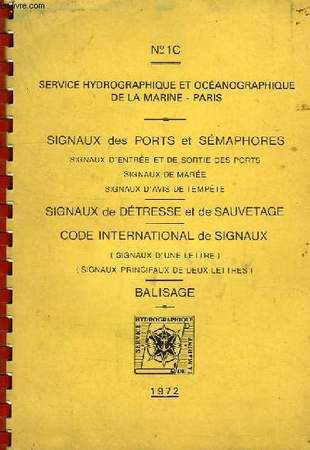 Nº 1C
SERVICE HYDROGRAPHIQUE ET OCÉANOGRAPHIQUE
DE LA MARINE - PARIS
SIGNAUX des PORTS et SÉMAPHORES
SIGNAUX D'ENTRÉE ET DE SORTIE DES PORTS
SIGNAUX DE MARÉE
SIGNAUX D'AVIS DE TEMPÊTE
SIGNAUX de DÉTRESSE et de SAUVETAGE
CODE INTERNATIONAL de SIGNAUX
( SIGNAUX D'UNE LETTRE )
( SIGNAUX PRINCIPAUX DE DEUX LETTRES )
BALISAGE
SERVICE HYDROGRAPHIQUE DE LA MARINE
1972